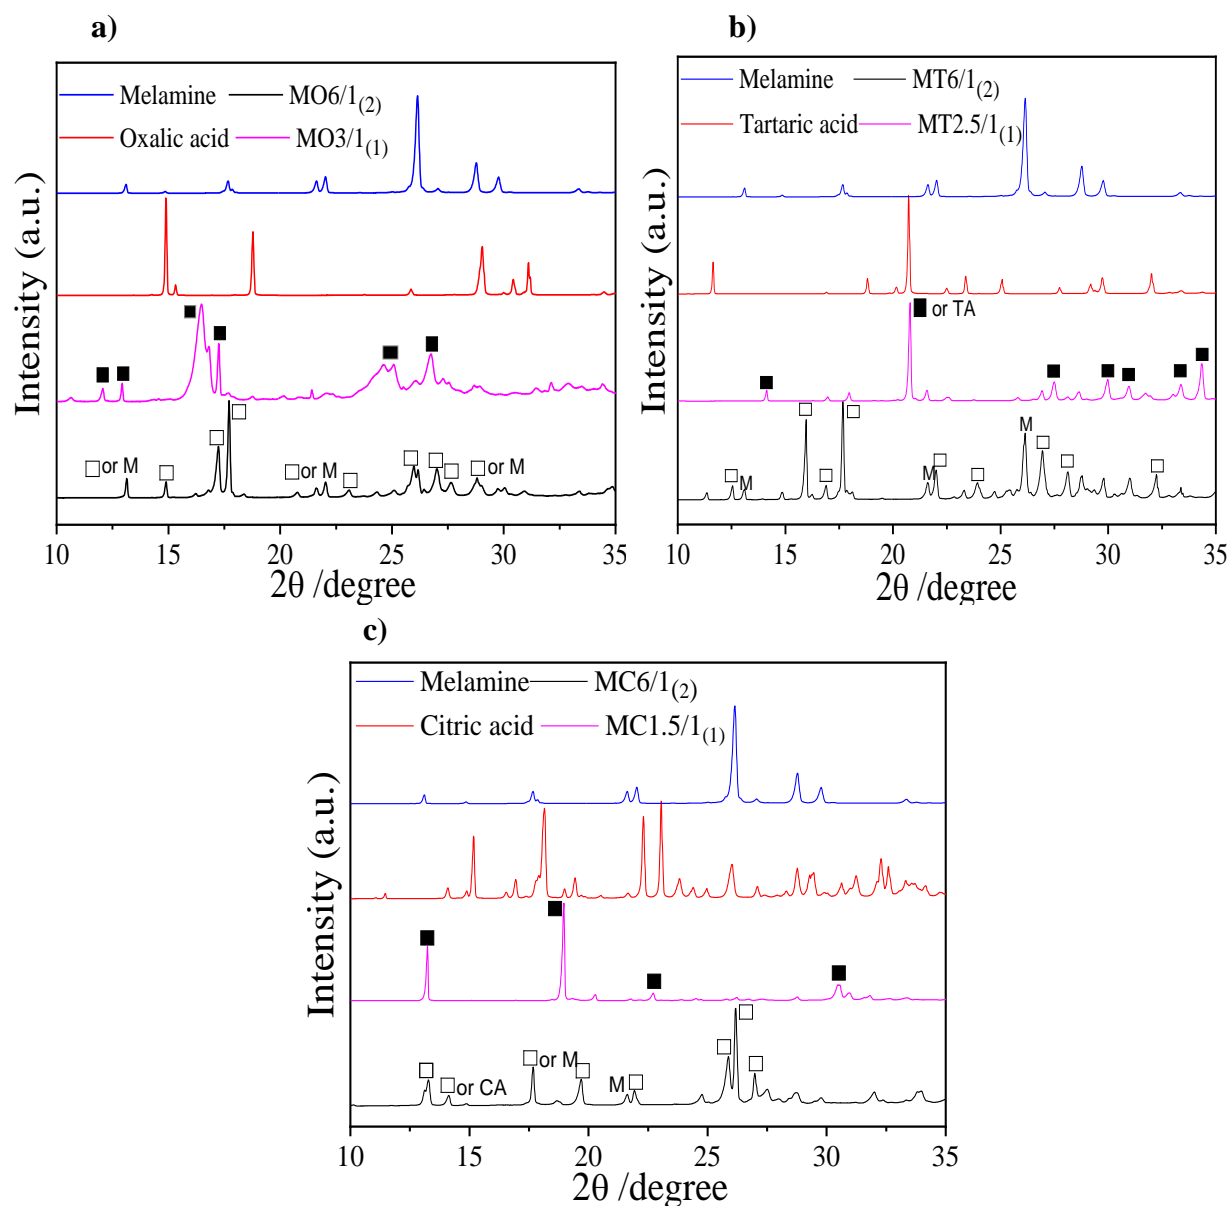 a)
Melamine MO6/1(2)
Oxalic acid MO3/1(1)
Intensity (a.u.)
□ or M
□ or M
□ or M
10 15 20 25 30 35
2θ /degree
b)
Melamine MT6/1(2)
Tartaric acid MT2.5/1(1)
Intensity (a.u.)
■ or TA
M
M
M
10 15 20 25 30 35
2θ /degree
c)
Melamine MC6/1(2)
Citric acid MC1.5/1(1)
Intensity (a.u.)
□ or CA
□ or M
M
10 15 20 25 30 35
2θ /degree